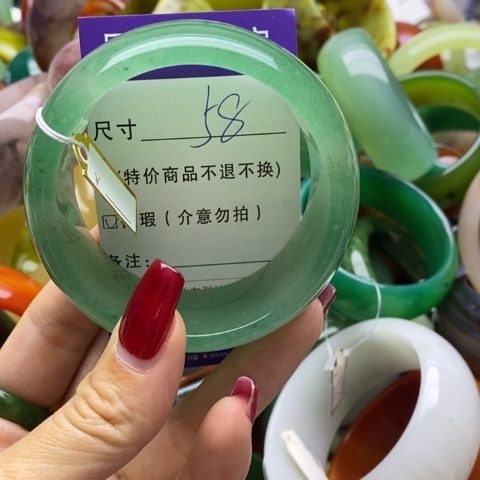 尺寸 58
(特价商品不退不换)
瑕（介意勿拍）
备注：